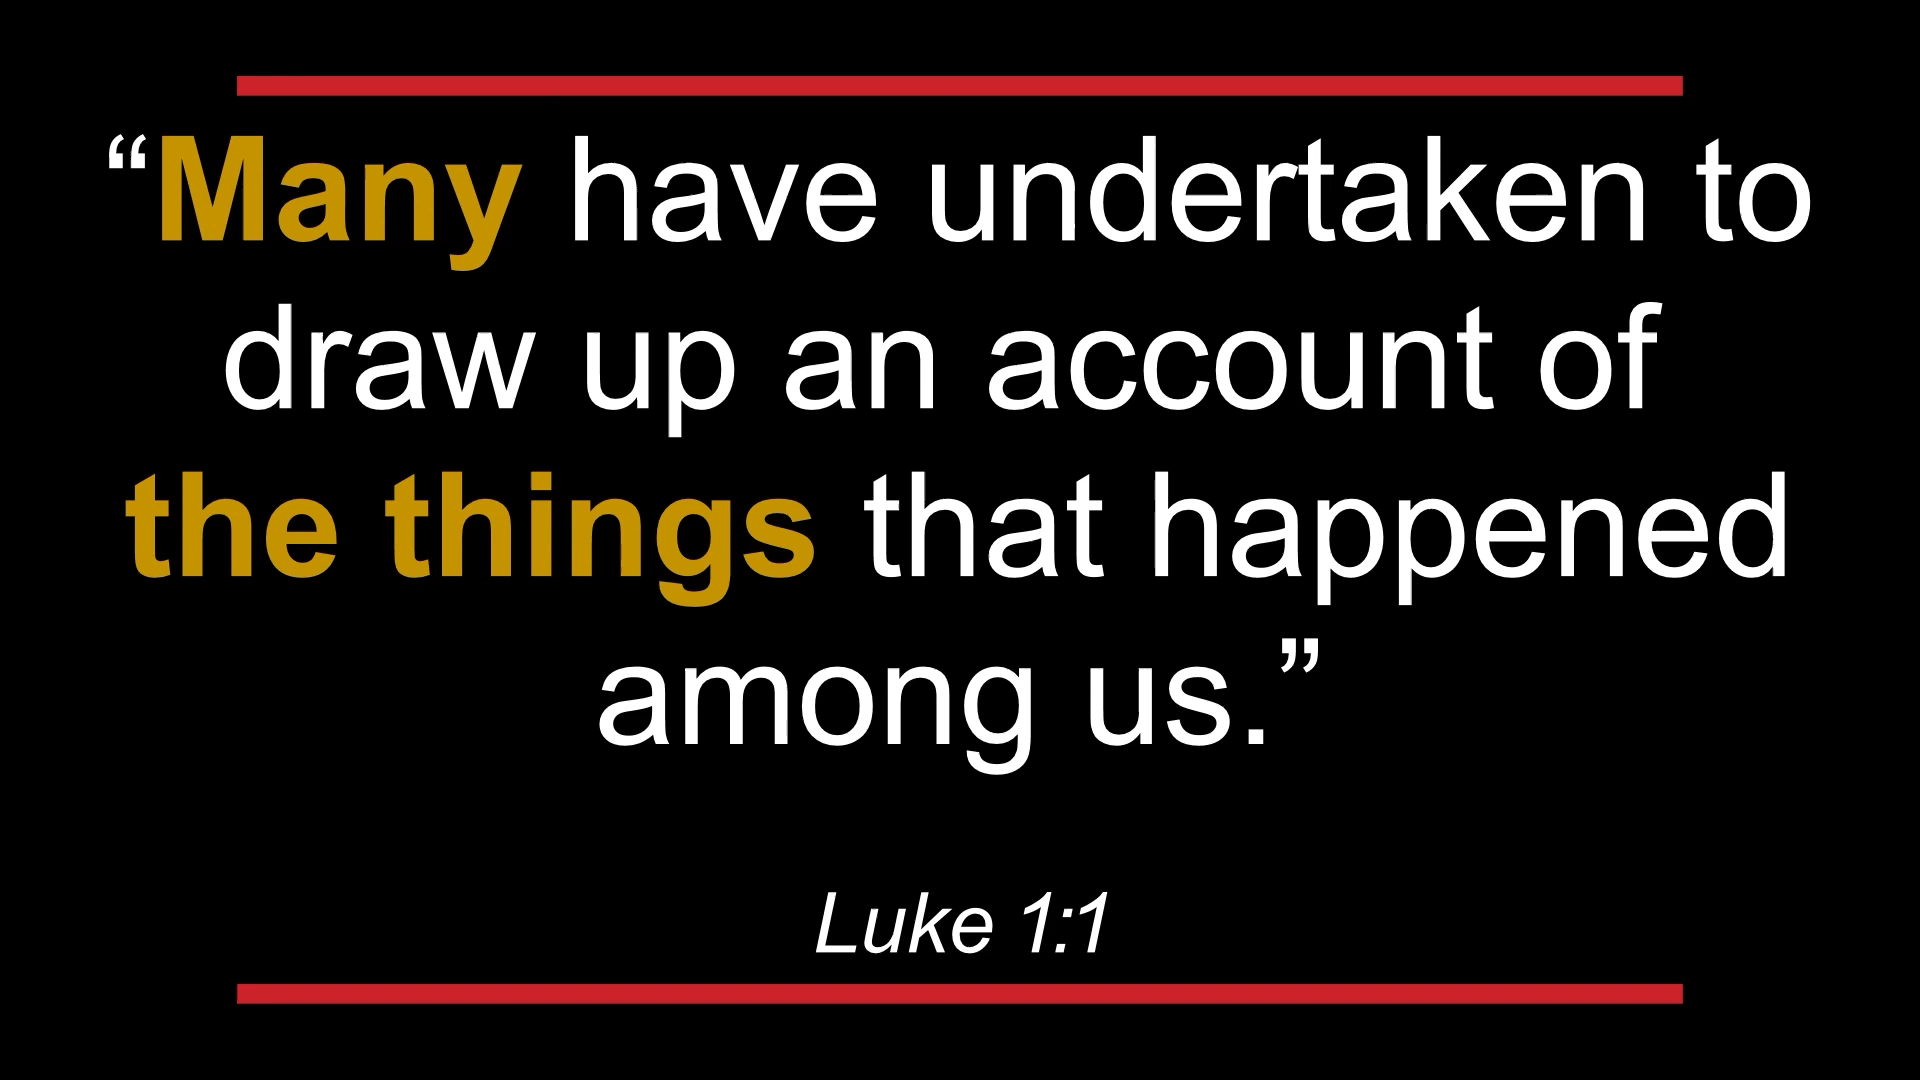 “Many have undertaken to
draw up an account of
the things that happened
among us.”
Luke 1:1